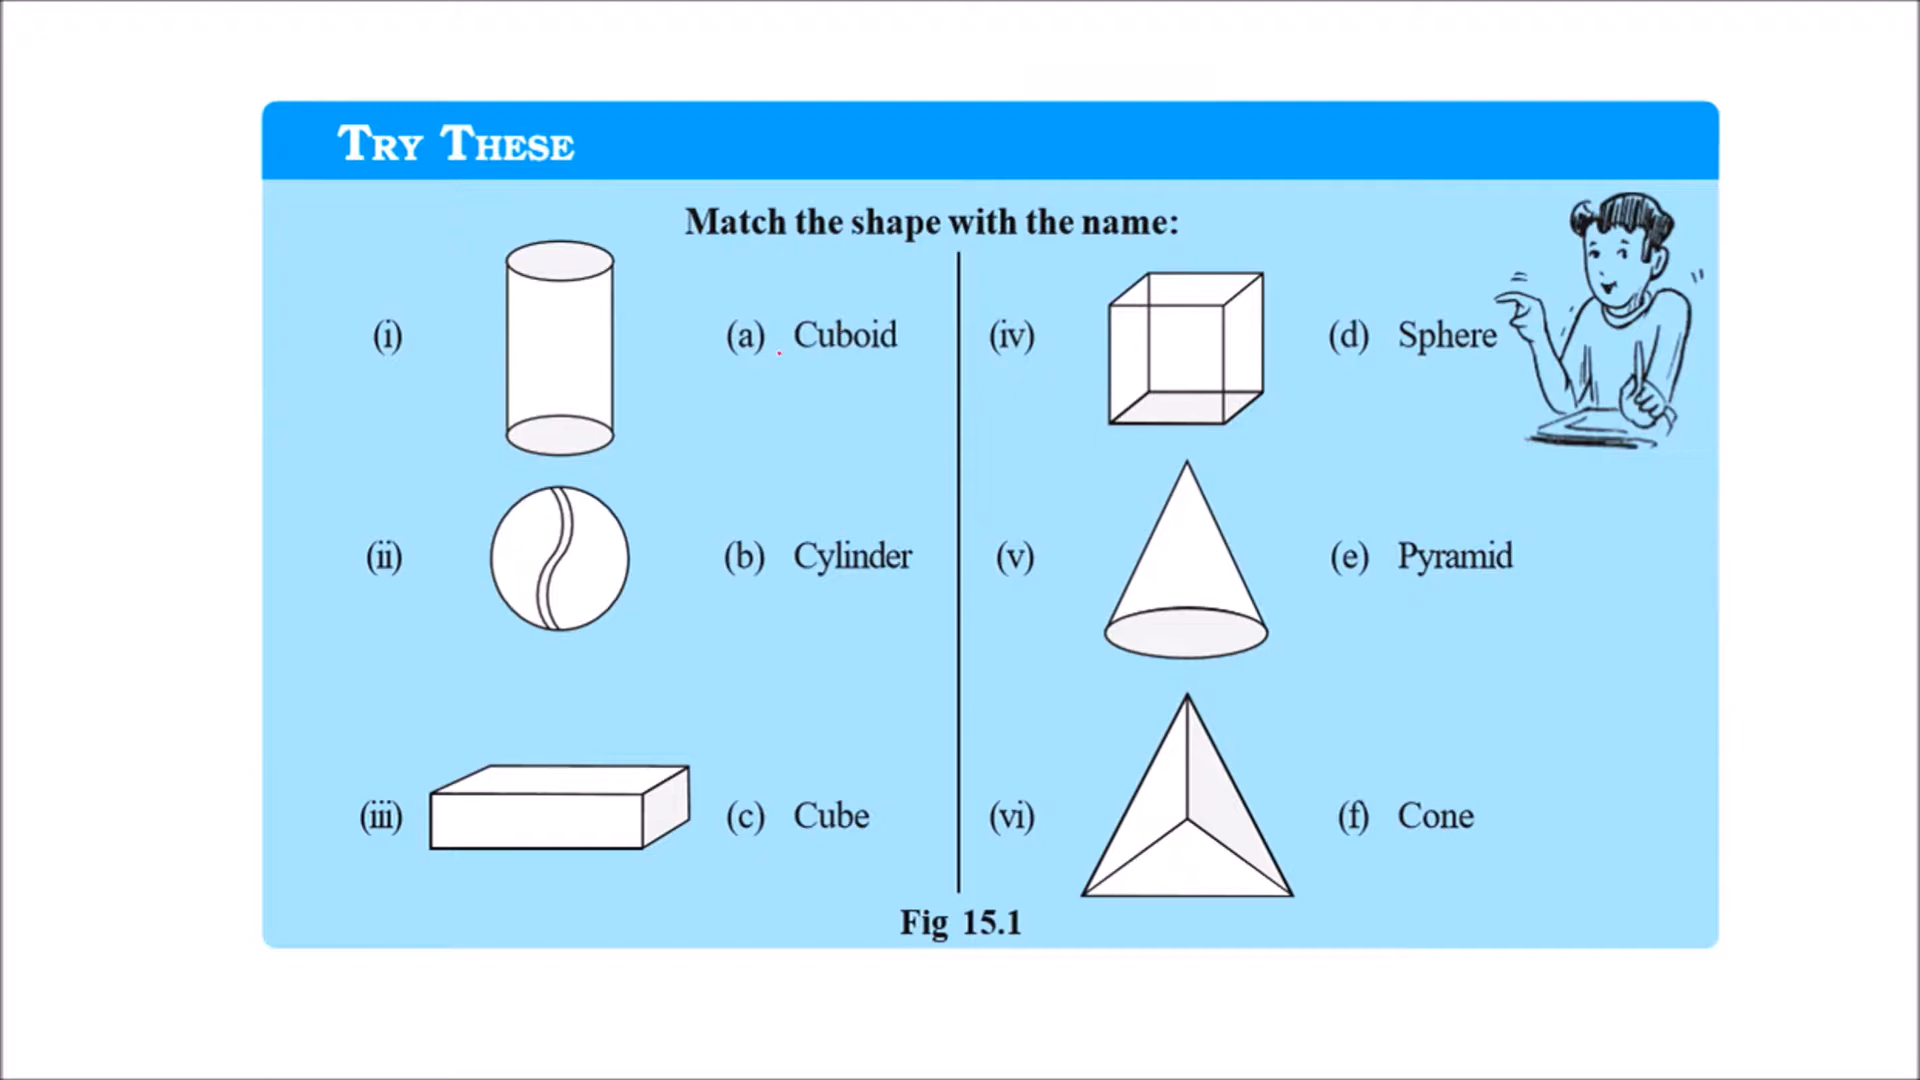 TRY THESE
Match the shape with the name:
(i) (a) Cuboid (iv) (d) Sphere
(ii) (b) Cylinder (v) (e) Pyramid
(iii) (c) Cube (vi) (f) Cone
Fig 15.1